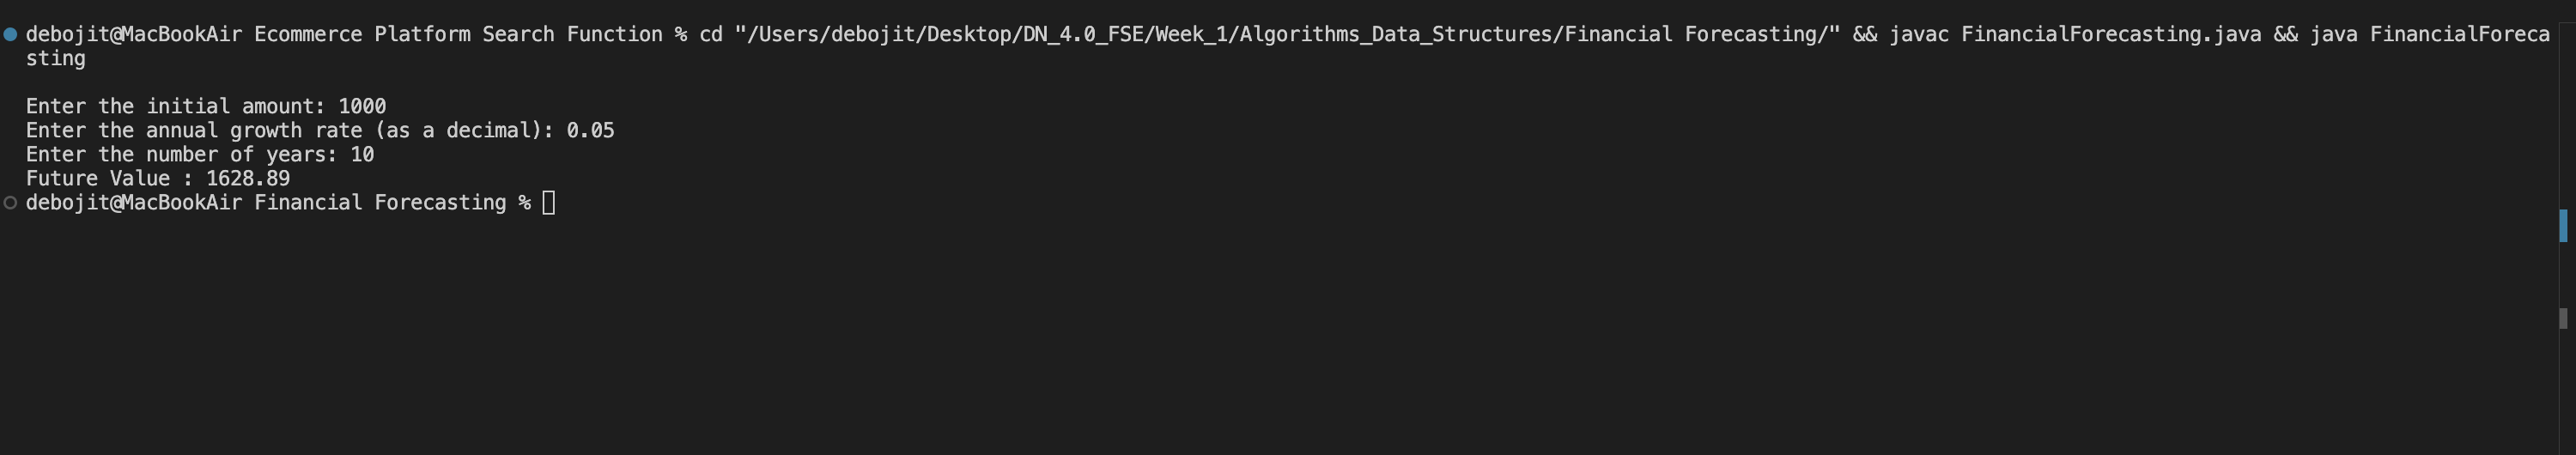 debojit@MacBookAir Ecommerce Platform Search Function % cd "/Users/debojit/Desktop/DN_4.0_FSE/Week_1/Algorithms_Data_Structures/Financial Forecasting/" && javac FinancialForecasting.java && java FinancialForeca
sting
Enter the initial amount: 1000
Enter the annual growth rate (as a decimal): 0.05
Enter the number of years: 10
Future Value : 1628.89
debojit@MacBookAir Financial Forecasting %